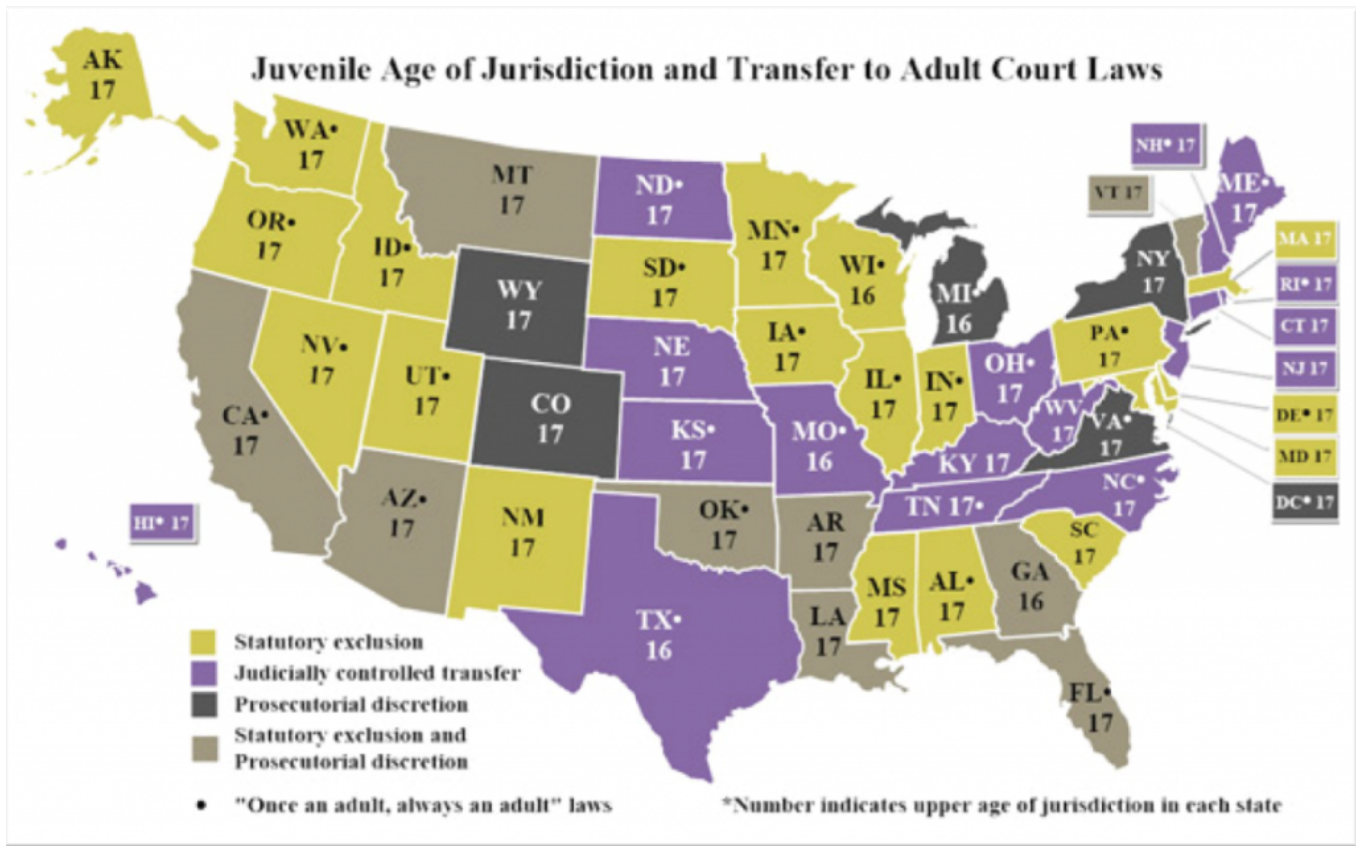 Juvenile Age of Jurisdiction and Transfer to Adult Court Laws
AK
17
WA•
17
OR•
17
ID•
17
MT
17
ND•
17
MN•
17
SD•
17
WI•
16
WY
17
MI•
16
NH• 17
VT 17
ME•
17
NY
17
MA 17
RI• 17
CT 17
NJ 17
DE• 17
MD 17
DC• 17
NV•
17
UT•
17
CO
17
NE
17
IA•
17
IL•
17
IN•
17
OH•
17
PA•
17
WV
17
VA•
17
CA•
17
KS•
17
MO•
16
KY 17
NC•
17
TN 17•
AZ•
17
NM
17
OK•
17
AR
17
SC
17
HI• 17
MS
17
AL•
17
GA
16
TX•
16
LA
17
FL•
17
Statutory exclusion
Judicially controlled transfer
Prosecutorial discretion
Statutory exclusion and
Prosecutorial discretion
• "Once an adult, always an adult" laws
*Number indicates upper age of jurisdiction in each state